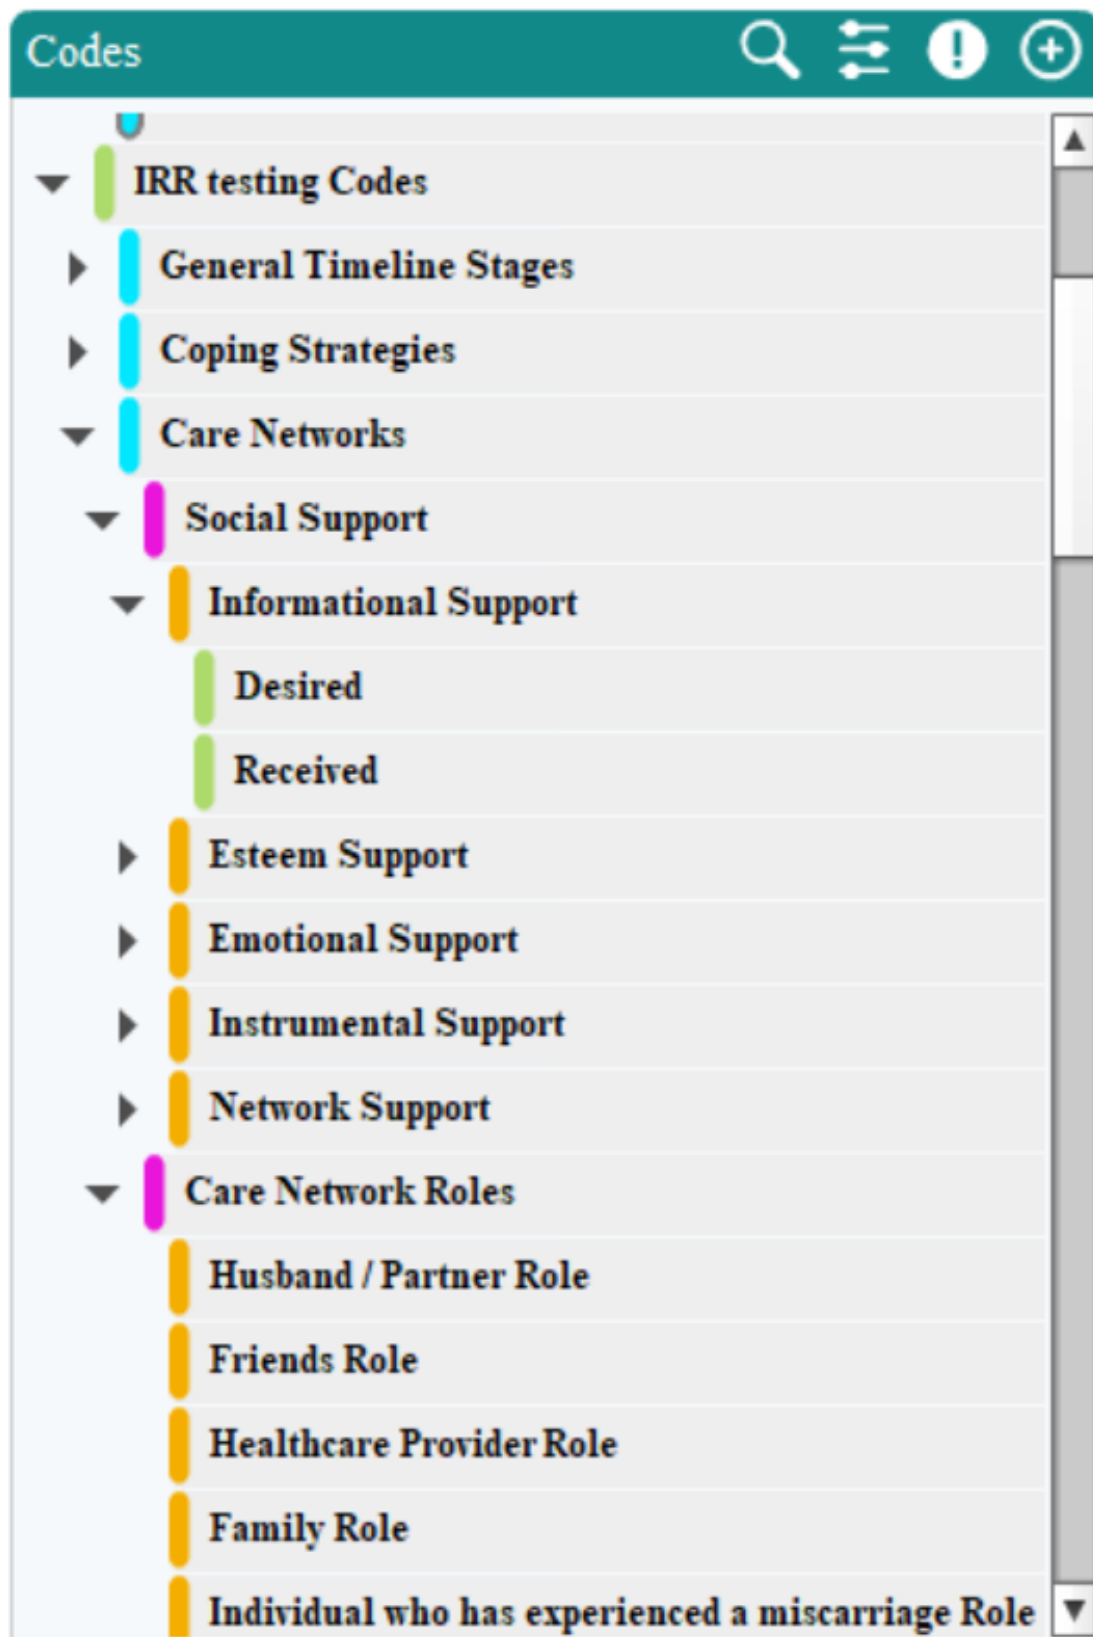 Codes
IRR testing Codes
General Timeline Stages
Coping Strategies
Care Networks
Social Support
Informational Support
Desired
Received
Esteem Support
Emotional Support
Instrumental Support
Network Support
Care Network Roles
Husband / Partner Role
Friends Role
Healthcare Provider Role
Family Role
Individual who has experienced a miscarriage Role